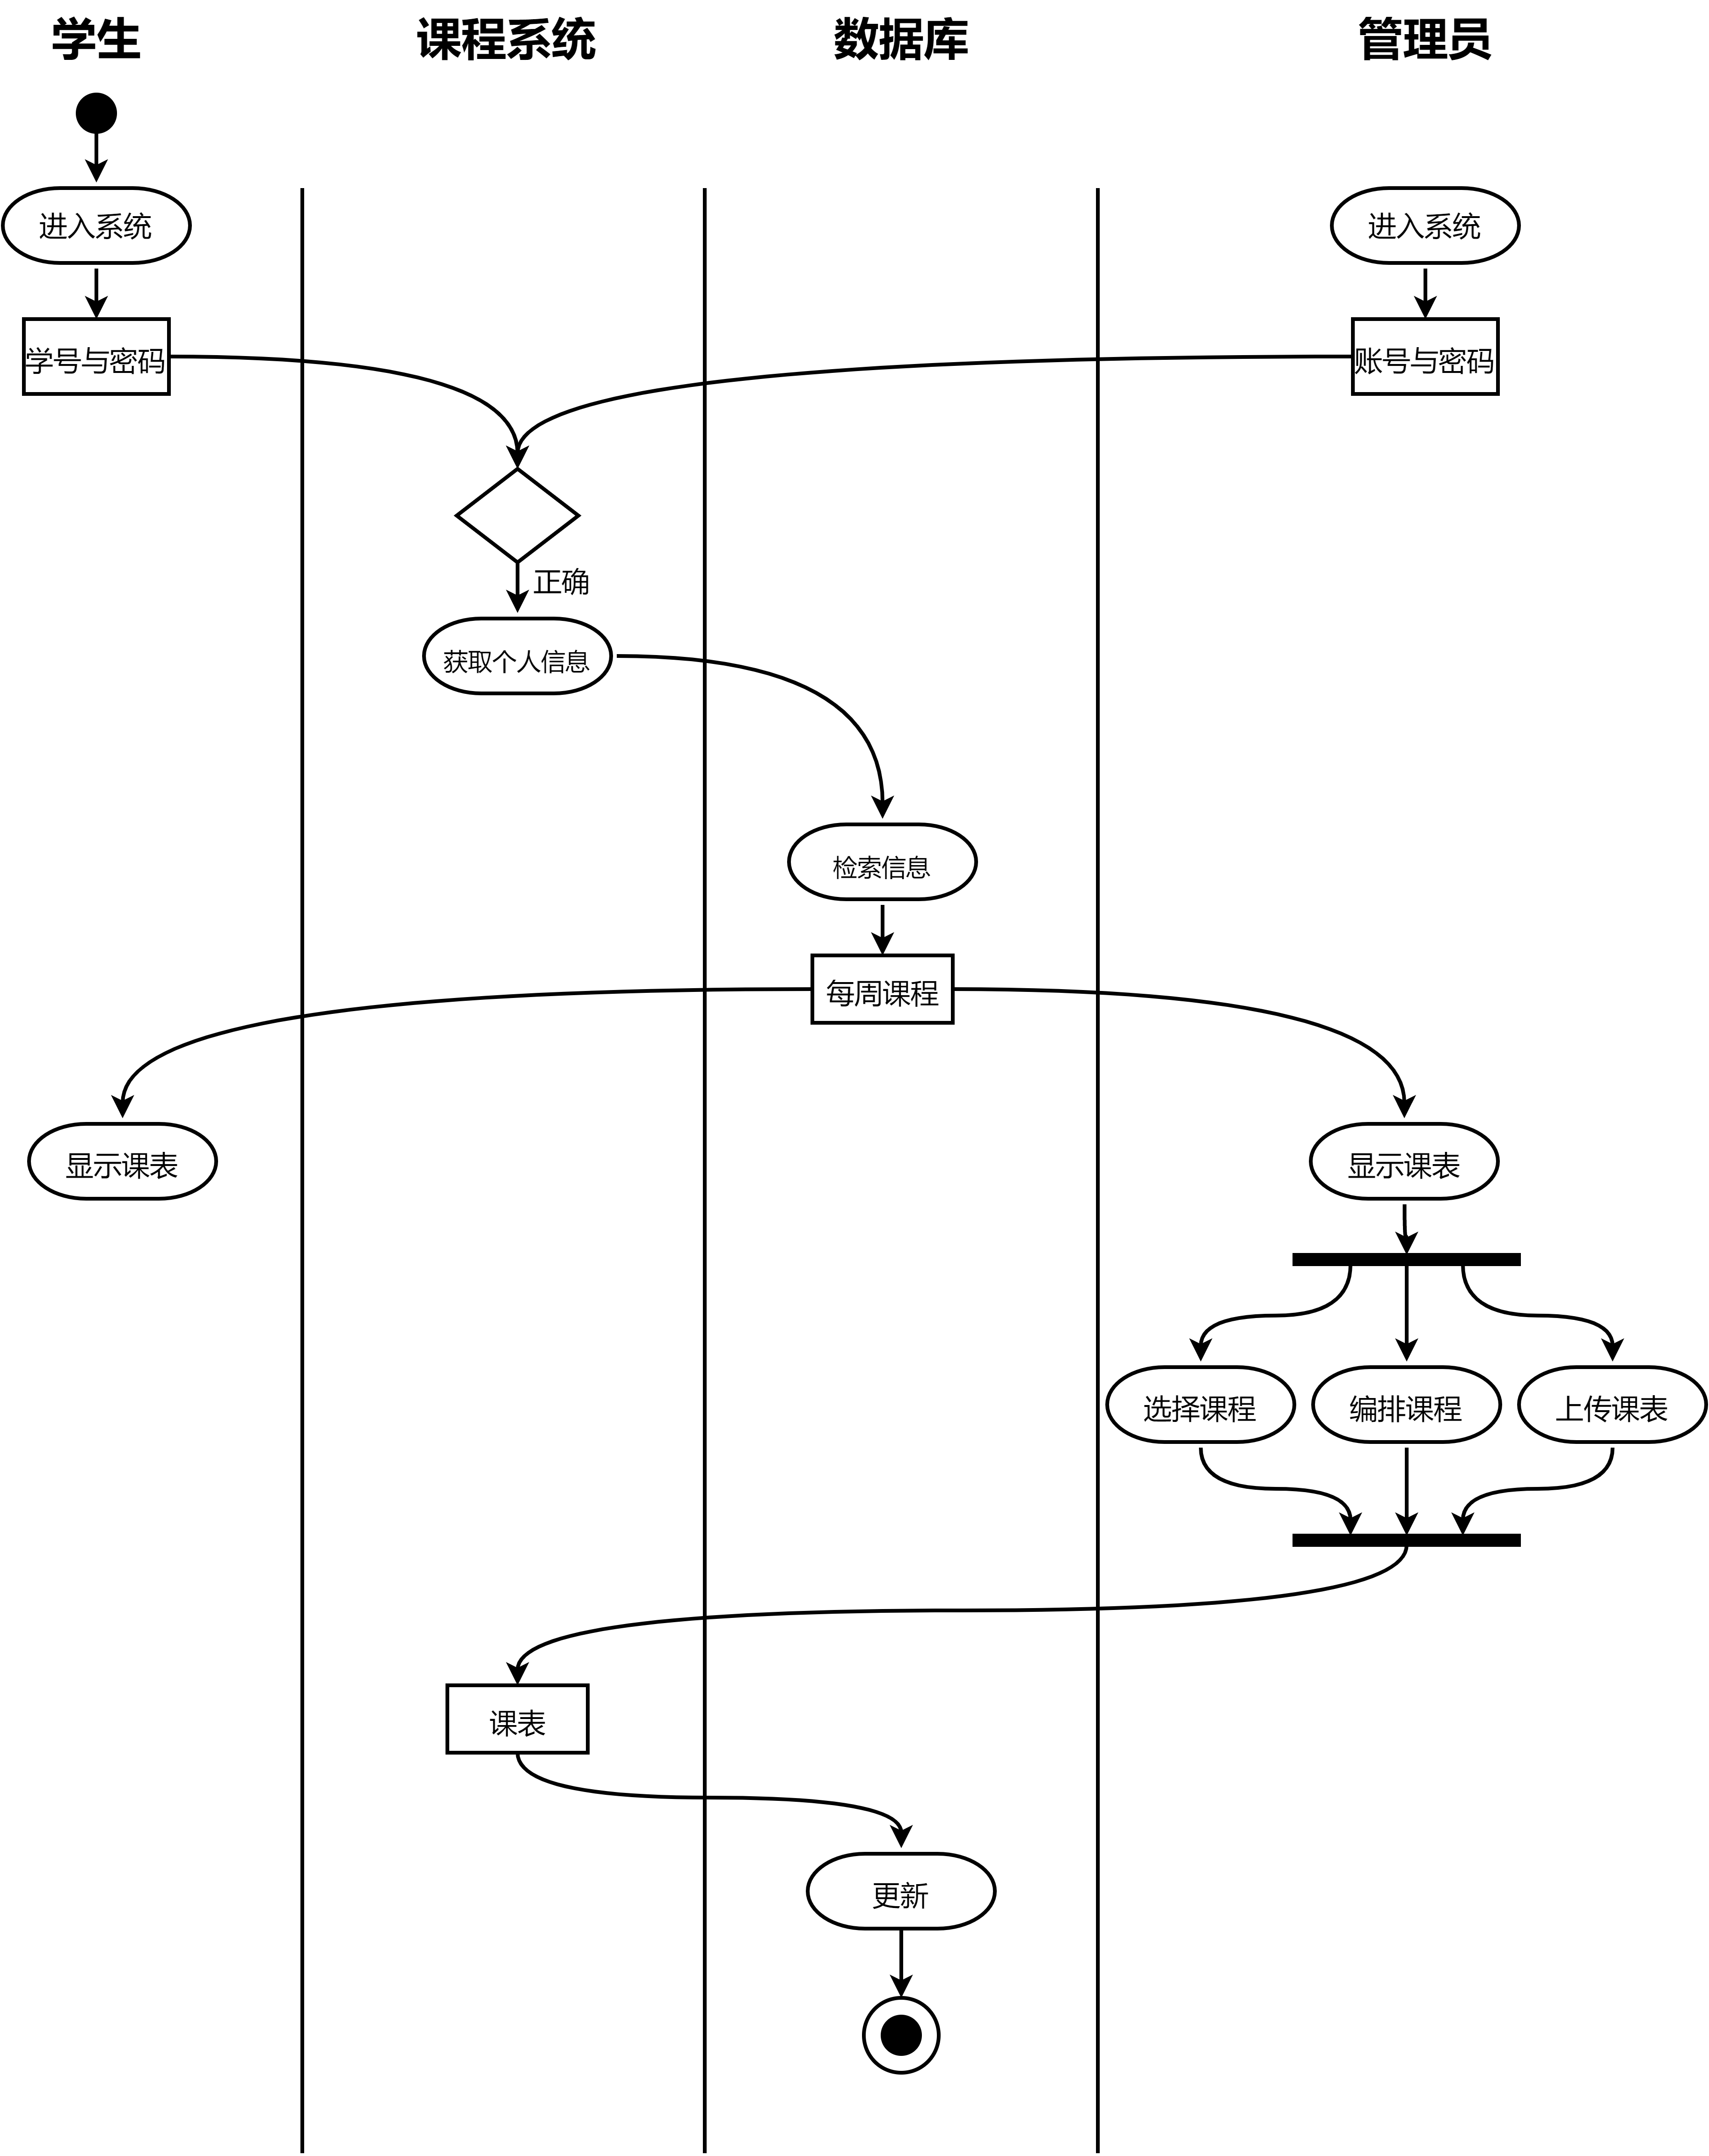 学生
课程系统
数据库
管理员
进入系统
进入系统
学号与密码
账号与密码
正确
获取个人信息
检索信息
每周课程
显示课表
显示课表
选择课程
编排课程
上传课表
课表
更新